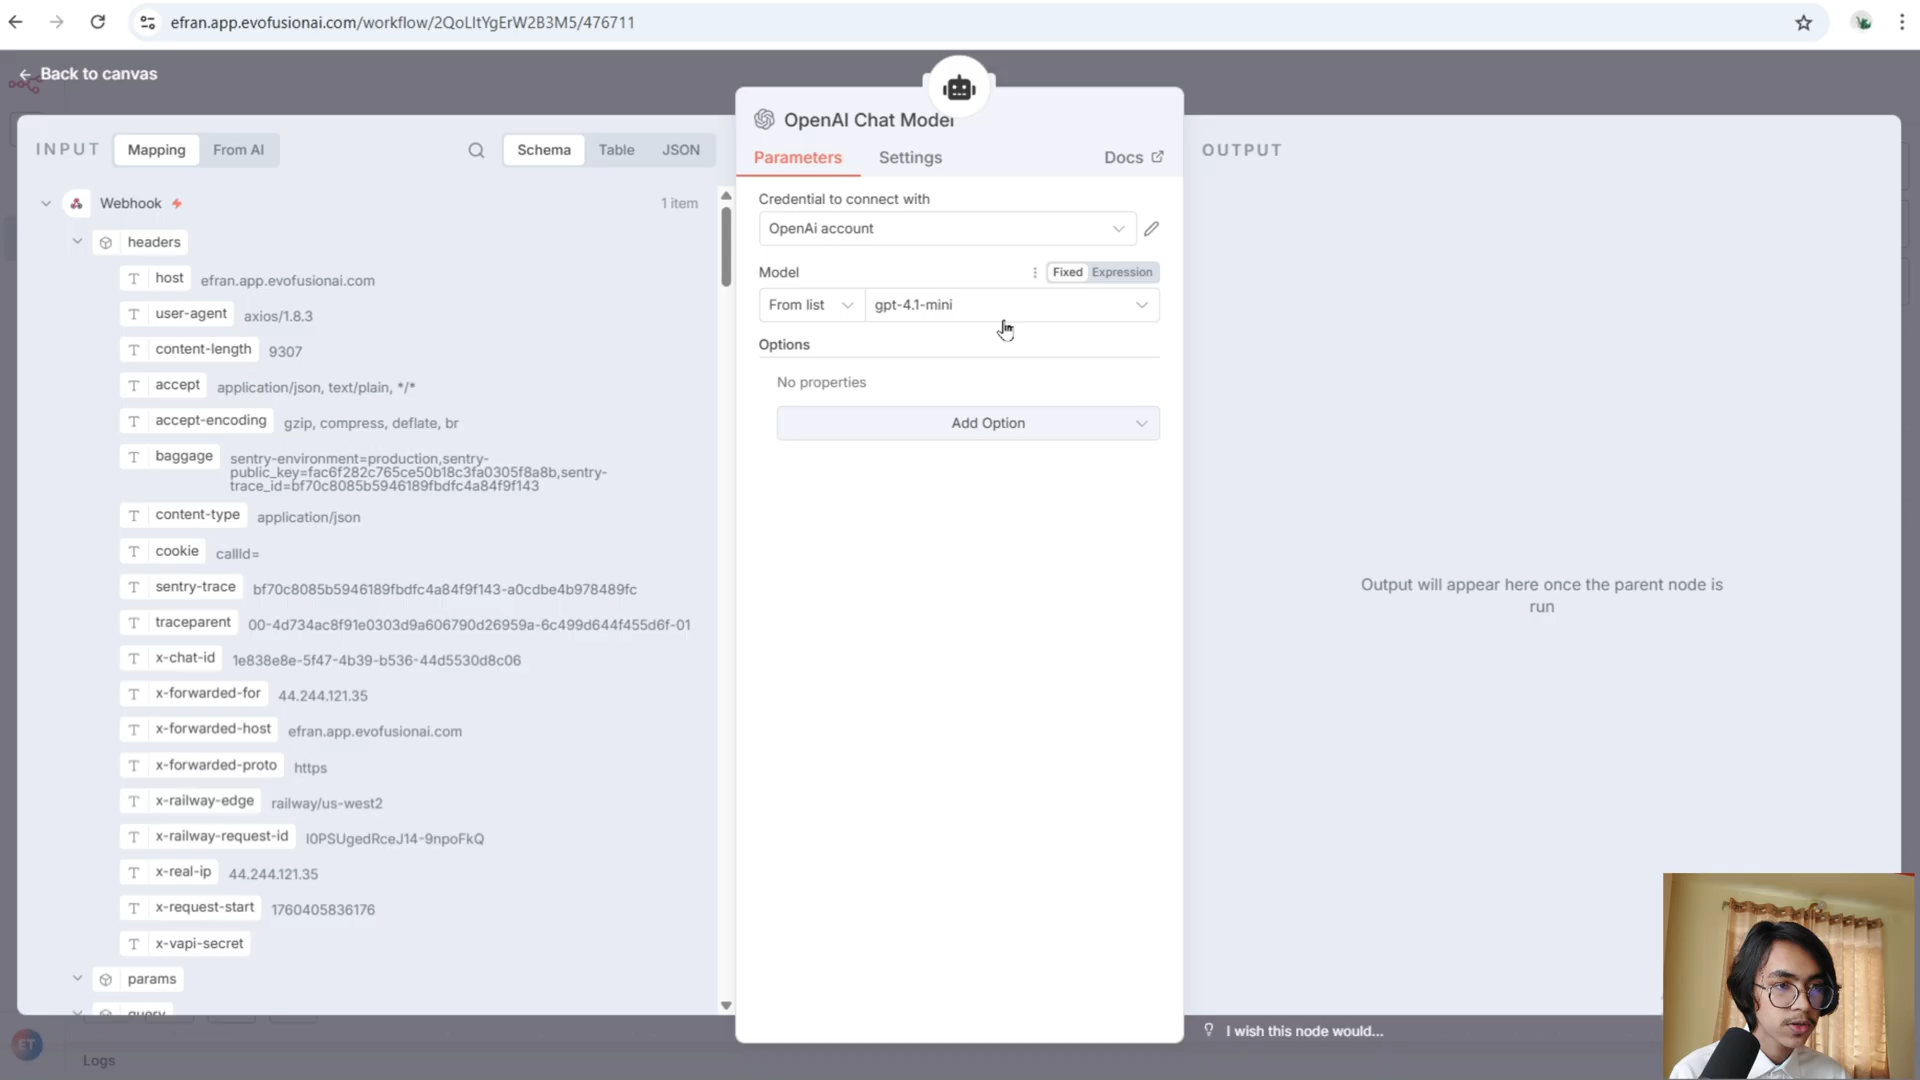 efran.app.evofusionai.com/workflow/2QoLItYgErW2B3M5/476711
Back to canvas
INPUT
Mapping
From AI
Schema
Table
JSON
Webhook
1 item
headers
host efran.app.evofusionai.com
user-agent axios/1.8.3
content-length 9307
accept application/json, text/plain, */*
accept-encoding gzip, compress, deflate, br
baggage sentry-environment=production,sentry-
public_key=fac6f282c765ce50b18c3fa0305f8a8b,sentry-
trace_id=bf70c8085b5946189fbdfc4a84f9f143
content-type application/json
cookie callId=
sentry-trace bf70c8085b5946189fbdfc4a84f9f143-a0cdbe4b978489fc
traceparent 00-4d734ac8f91e0303d9a606790d26959a-6c499d644f455d6f-01
x-chat-id 1e838e8e-5f47-4b39-b536-44d5530d8c06
x-forwarded-for 44.244.121.35
x-forwarded-host efran.app.evofusionai.com
x-forwarded-proto https
x-railway-edge railway/us-west2
x-railway-request-id l0PSUgedRceJ14-9npoFkQ
x-real-ip 44.244.121.35
x-request-start 1760405836176
x-vapi-secret
params
query
OpenAI Chat Model
Parameters
Settings
Docs
Credential to connect with
OpenAi account
Model
Fixed
Expression
From list
gpt-4.1-mini
Options
No properties
Add Option
OUTPUT
Output will appear here once the parent node is
run
I wish this node would...
ET
Logs